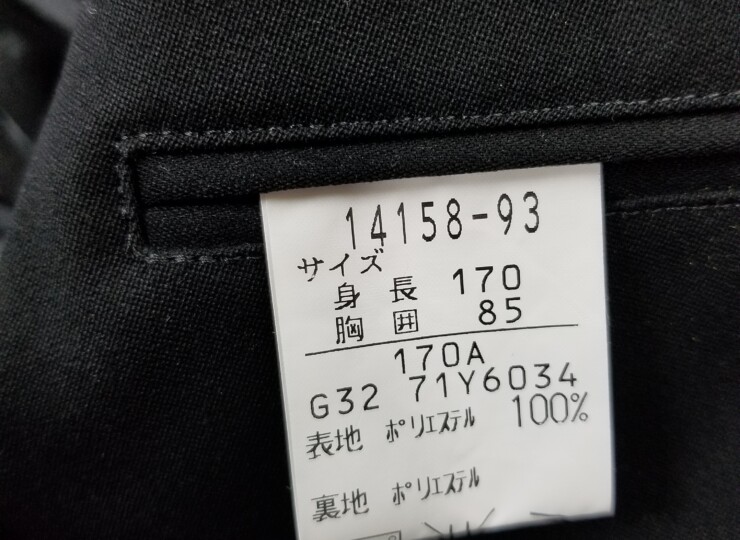 14158-93
サイズ
身長 170
胸囲 85
170A
G32 71Y6034
表地 ポリエステル 100%
裏地 ポリエステル